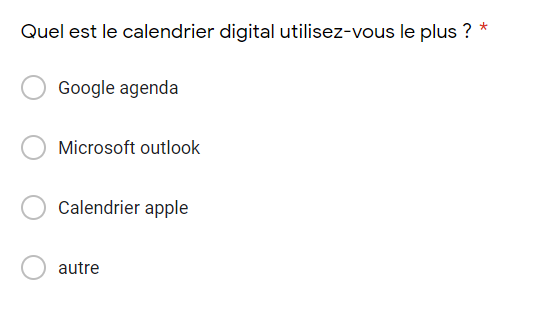 Quel est le calendrier digital utilisez-vous le plus ? *
Google agenda
Microsoft outlook
Calendrier apple
autre